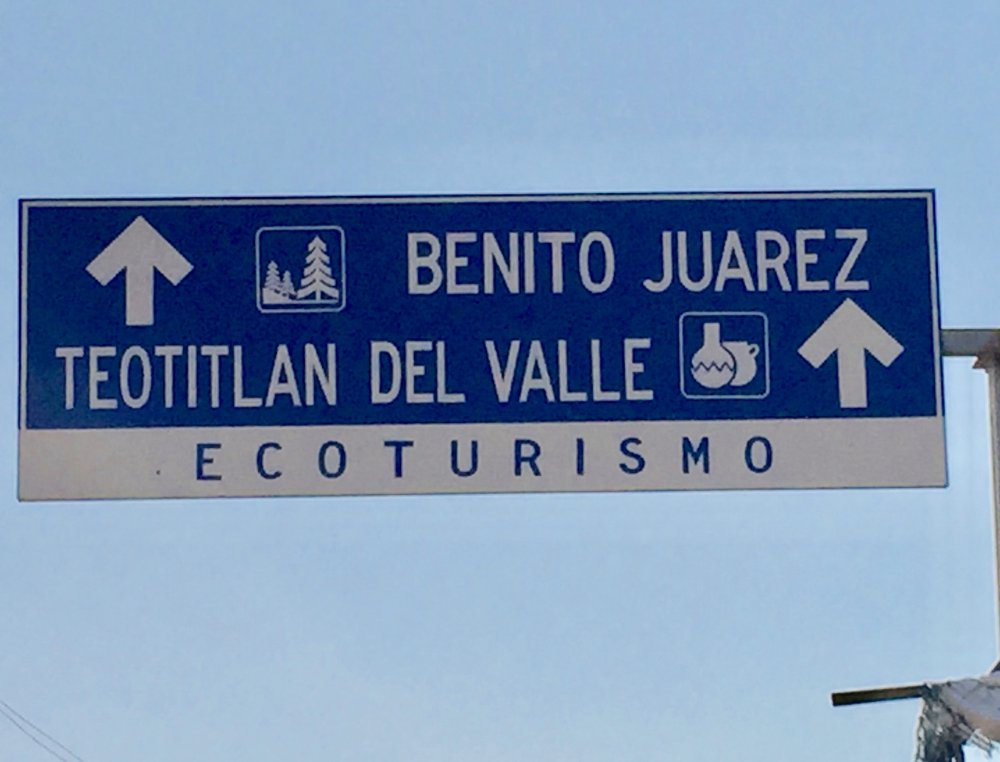 BENITO JUAREZ
TEOTITLAN DEL VALLE
ECOTURISMO